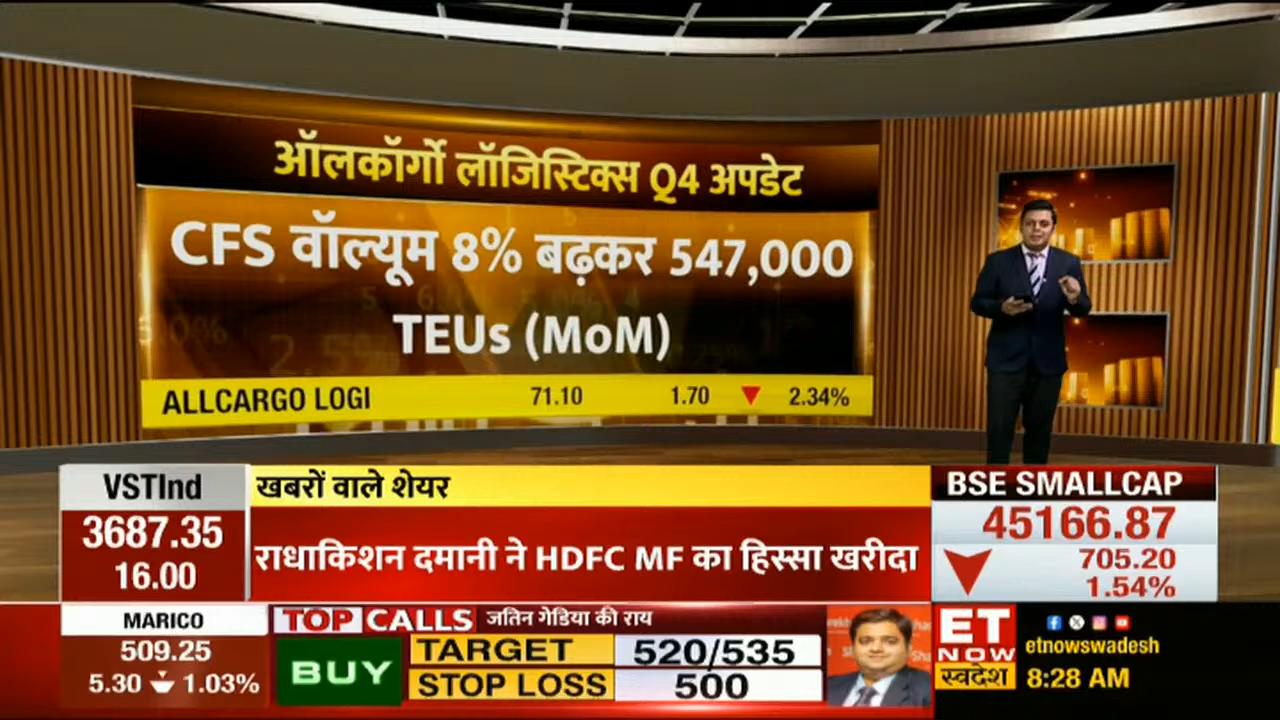 ऑलकॉर्गो लॉजिस्टिक्स Q4 अपडेट
CFS वॉल्यूम 8% बढ़कर 547,000
TEUs (MoM)
ALLCARGO LOGI 71.10 1.70 2.34%
VSTInd
3687.35
16.00
खबरों वाले शेयर
राधाकिशन दमानी ने HDFC MF का हिस्सा खरीदा
BSE SMALLCAP
45166.87
705.20
1.54%
MARICO
509.25
5.30 1.03%
TOP CALLS जतिन गेडिया की राय
BUY
TARGET 520/535
STOP LOSS 500
ET
NOW
स्वदेश
etnowswadesh
8:28 AM